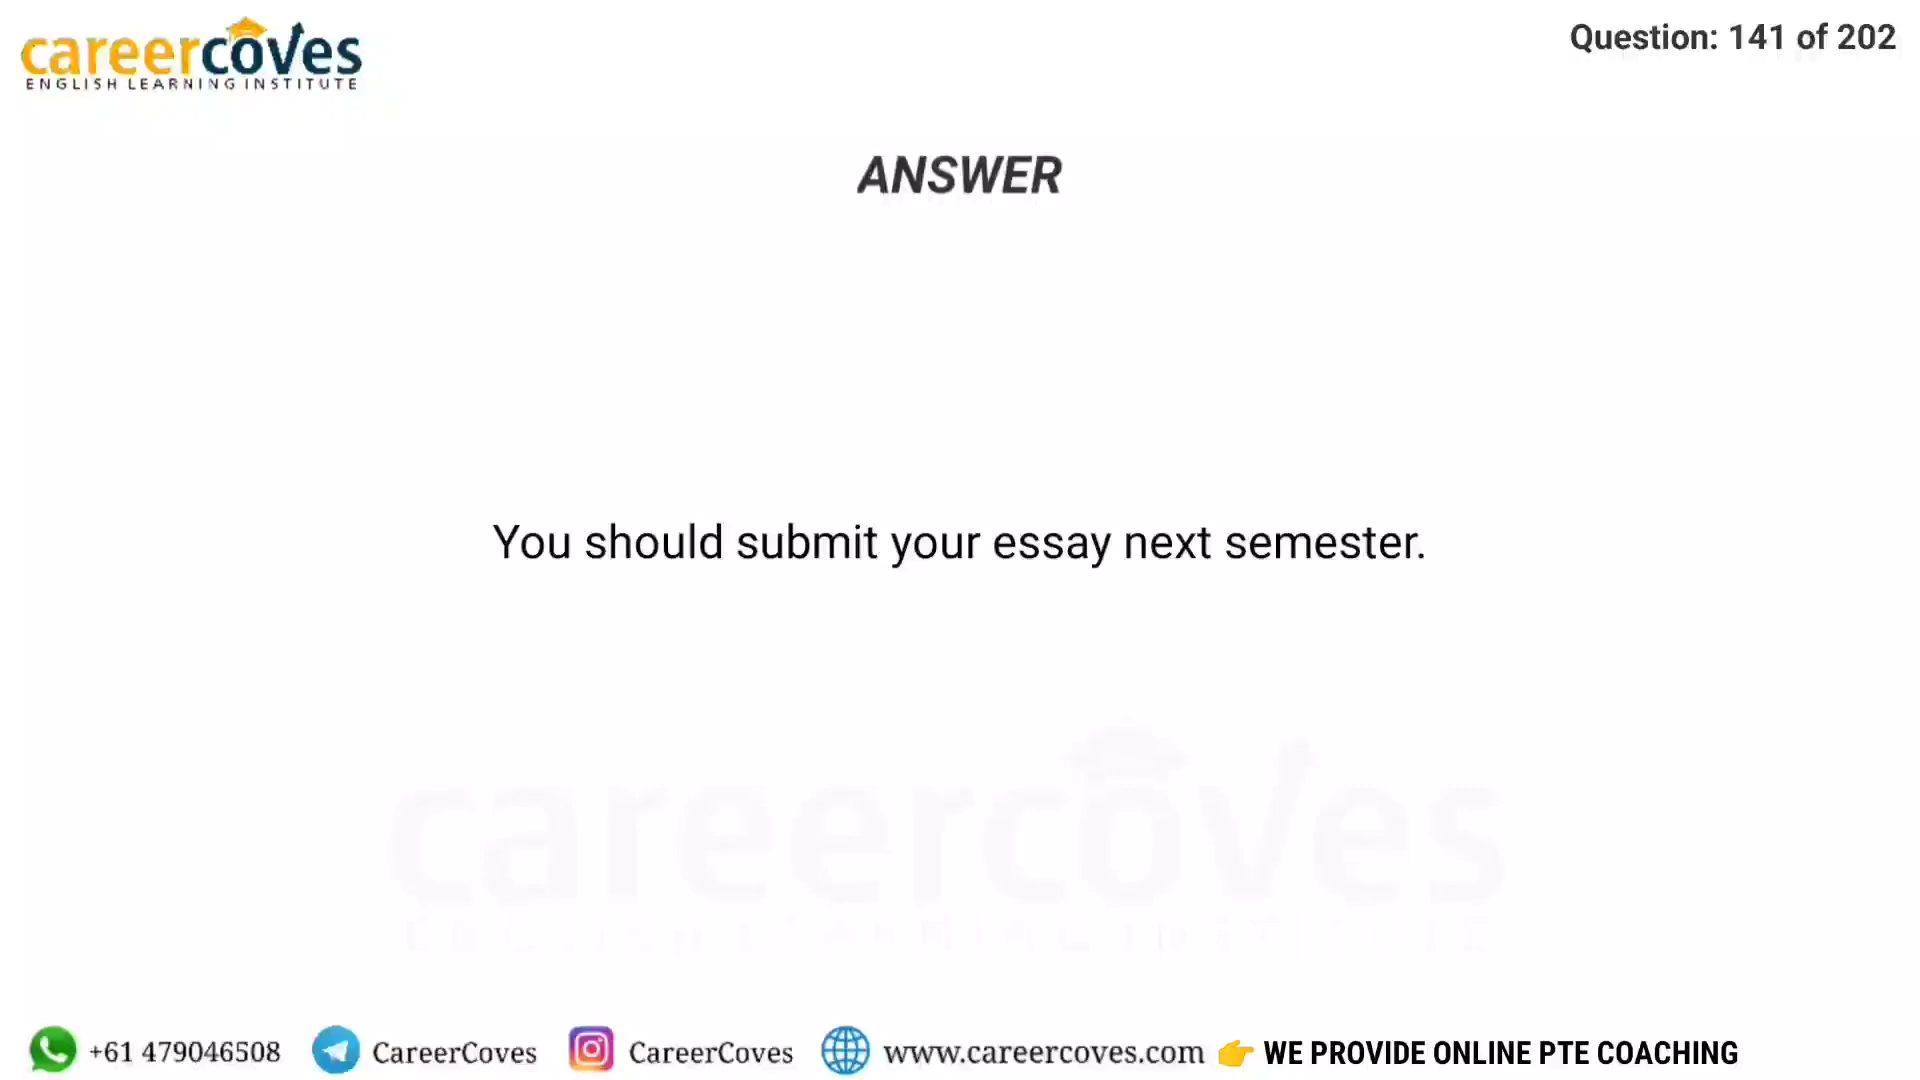 careercoves
ENGLISH LEARNING INSTITUTE
Question: 141 of 202
ANSWER
You should submit your essay next semester.
careercoves
+61 479046508 CareerCoves CareerCoves www.careercoves.com 👉 WE PROVIDE ONLINE PTE COACHING